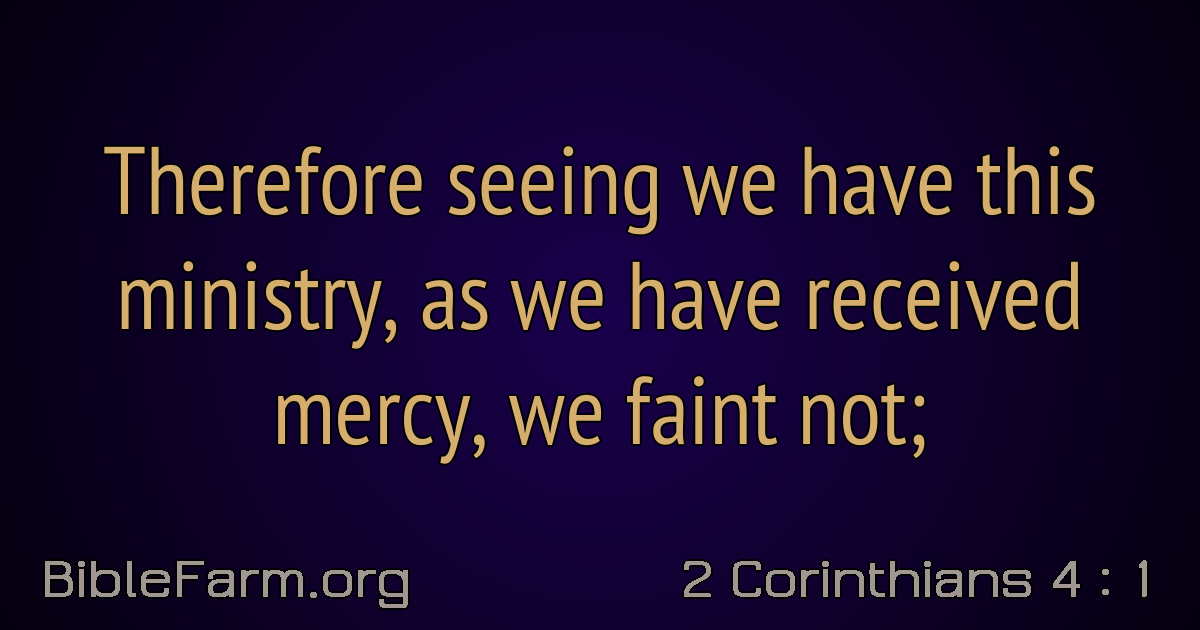 Therefore seeing we have this
ministry, as we have received
mercy, we faint not;
BibleFarm.org
2 Corinthians 4 : 1